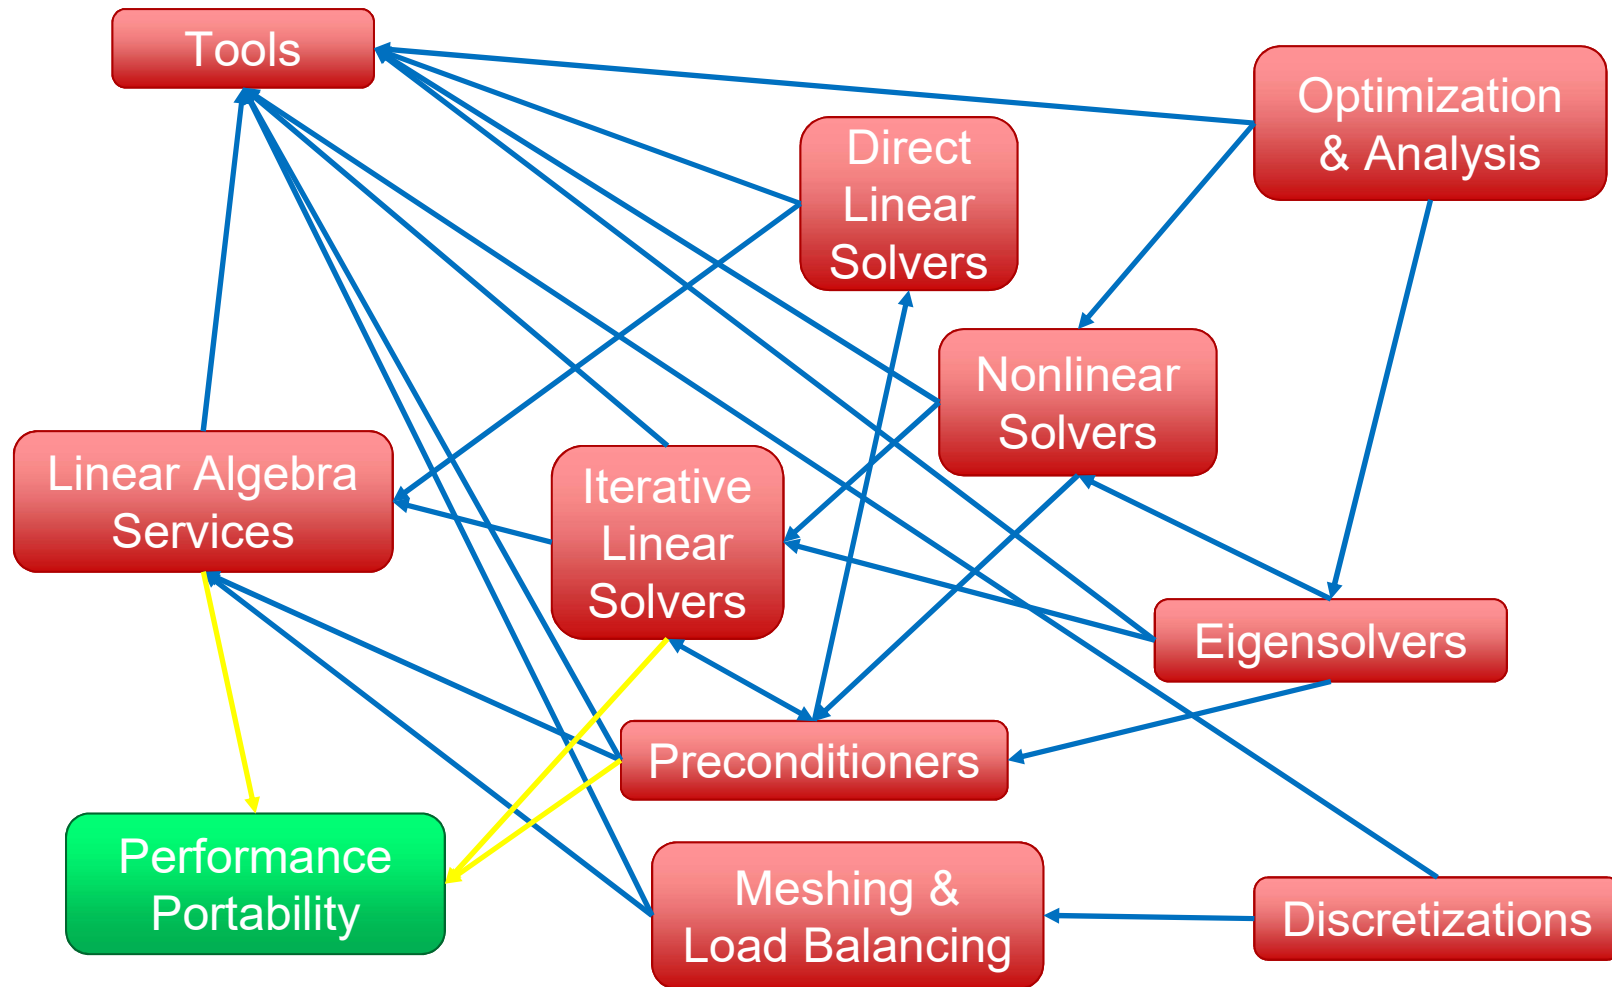 Tools
Optimization
& Analysis
Direct
Linear
Solvers
Nonlinear
Solvers
Linear Algebra
Services
Iterative
Linear
Solvers
Eigensolvers
Preconditioners
Performance
Portability
Meshing &
Load Balancing
Discretizations